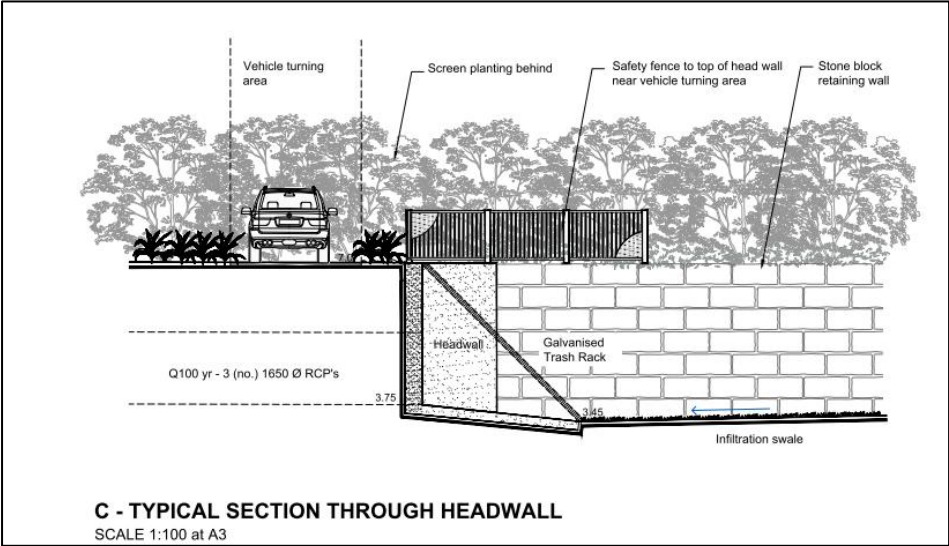 Vehicle turning
area
Screen planting behind
Safety fence to top of head wall
near vehicle turning area
Stone block
retaining wall
Headwall
Galvanised
Trash Rack
Q100 yr - 3 (no.) 1650 Ø RCP's
3.75
3.45
Infiltration swale
C - TYPICAL SECTION THROUGH HEADWALL
SCALE 1:100 at A3